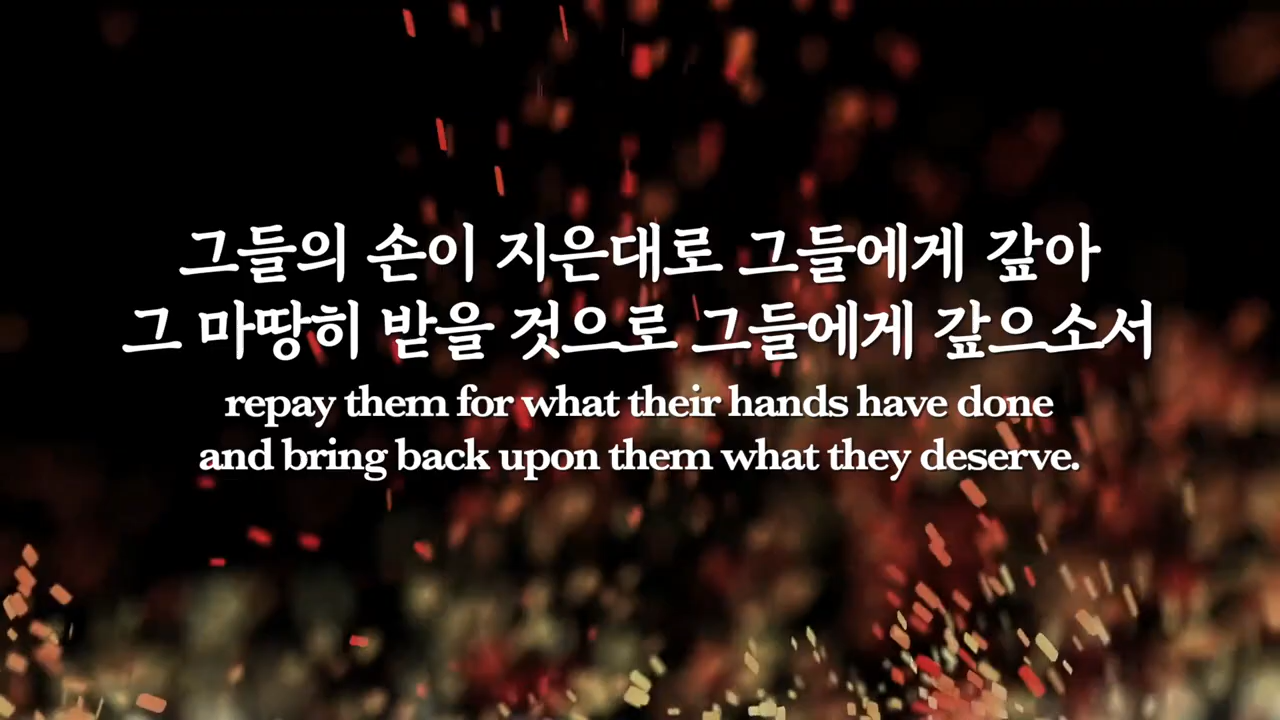 그들의 손이 지은대로 그들에게 갚아
그 마땅히 받을 것으로 그들에게 갚으소서
repay them for what their hands have done
and bring back upon them what they deserve.